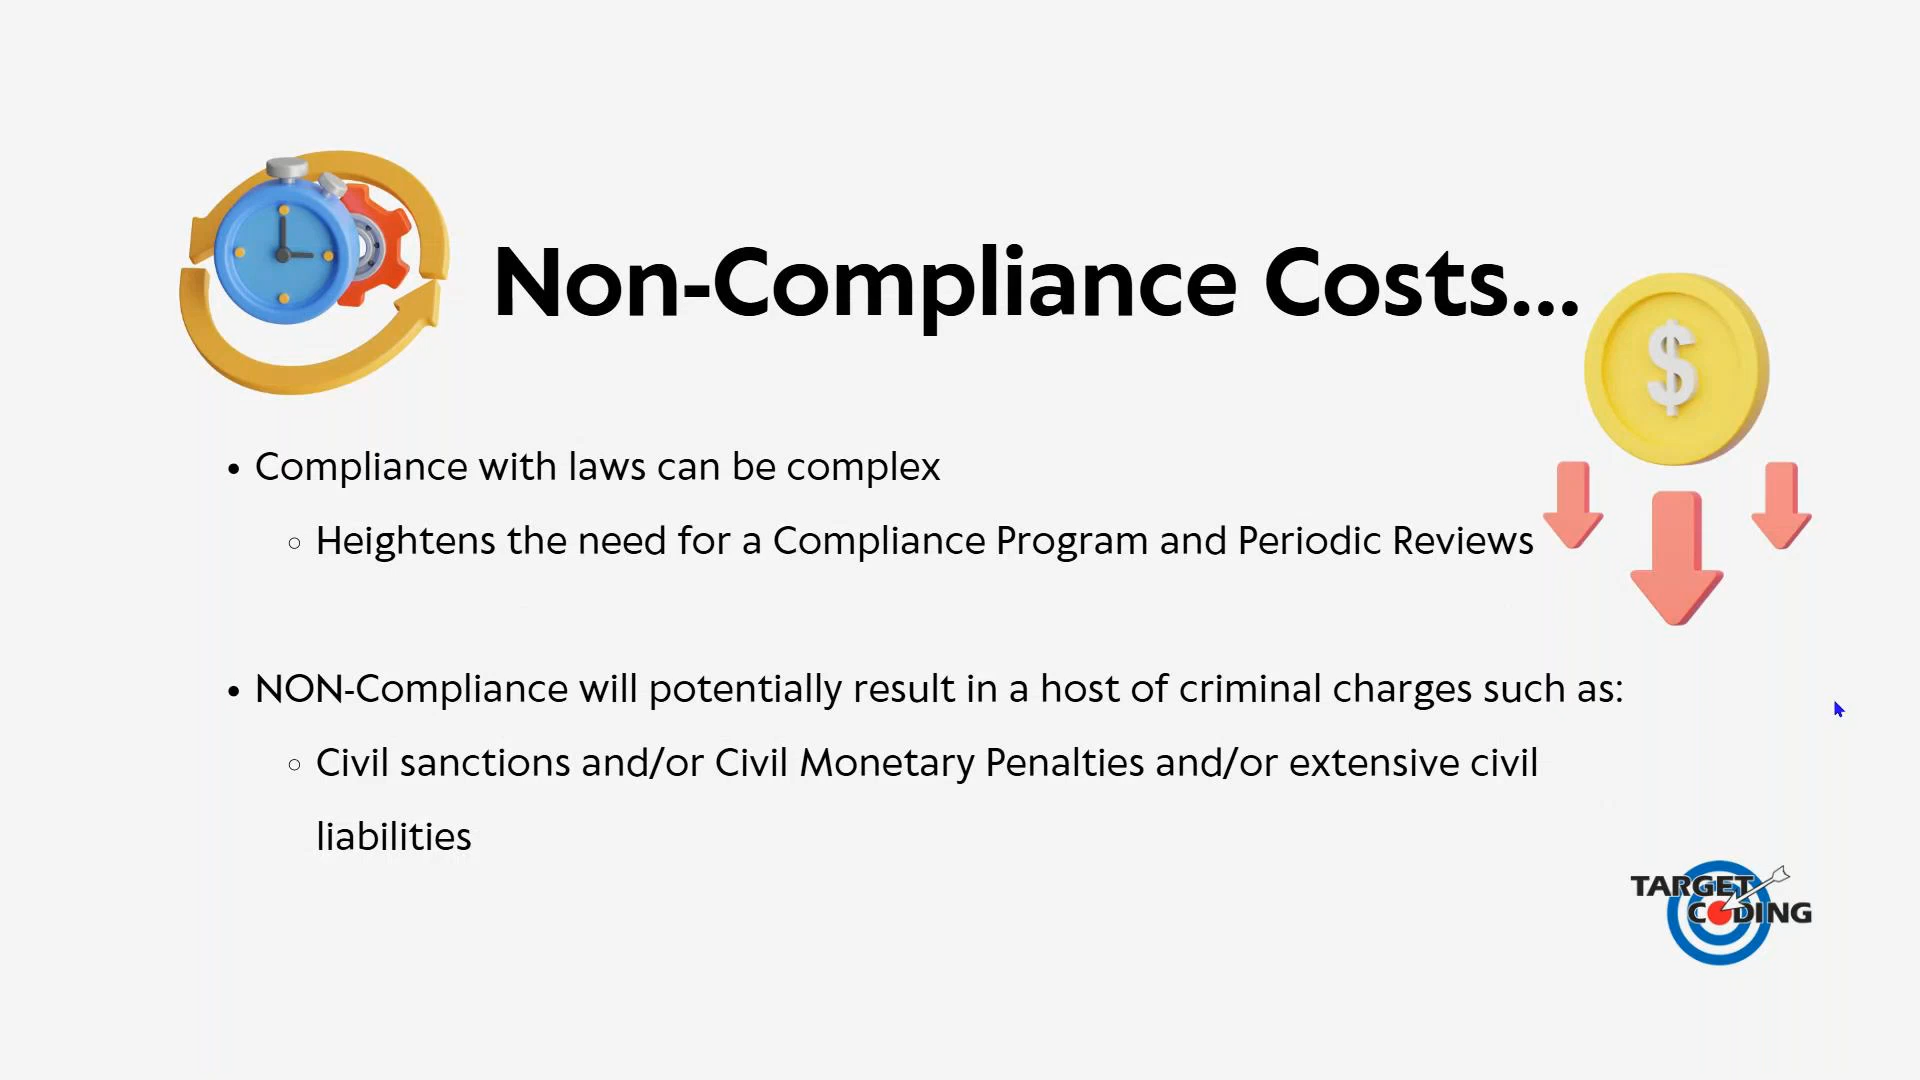 Non-Compliance Costs...
$
• Compliance with laws can be complex
◦ Heightens the need for a Compliance Program and Periodic Reviews
• NON-Compliance will potentially result in a host of criminal charges such as:
◦ Civil sanctions and/or Civil Monetary Penalties and/or extensive civil
liabilities
TARGET
CODING